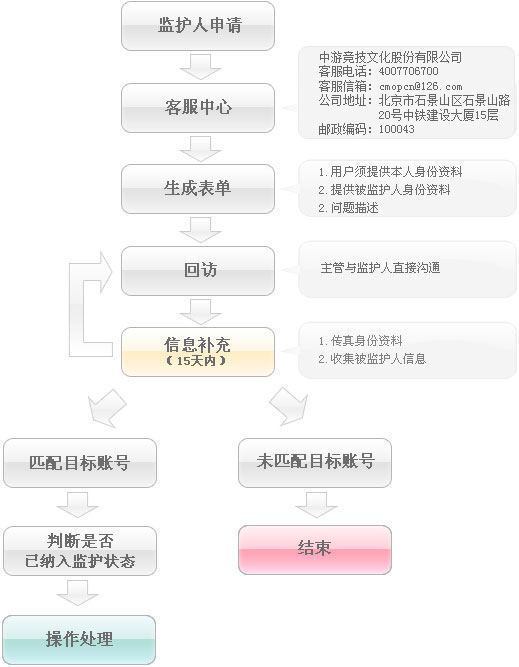 监护人申请
客服中心
中游竞技文化股份有限公司
客服电话：4007706700
客服信箱：cmopcn@126.com
公司地址：北京市石景山区石景山路
20号中铁建设大厦15层
邮政编码：100043
生成表单
1.用户须提供本人身份资料
2.提供被监护人身份资料
2.问题描述
回访
主管与监护人直接沟通
信息补充
（15天内）
1.传真身份资料
2.收集被监护人信息
匹配目标账号
未匹配目标账号
判断是否
已纳入监护状态
结束
操作处理